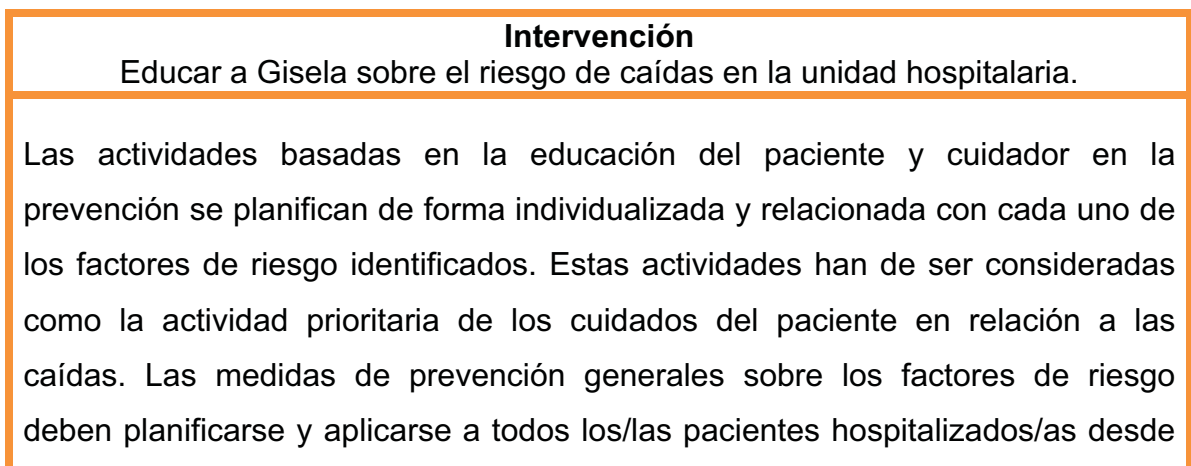 Intervención
Educar a Gisela sobre el riesgo de caídas en la unidad hospitalaria.
Las actividades basadas en la educación del paciente y cuidador en la
prevención se planifican de forma individualizada y relacionada con cada uno de
los factores de riesgo identificados. Estas actividades han de ser consideradas
como la actividad prioritaria de los cuidados del paciente en relación a las
caídas. Las medidas de prevención generales sobre los factores de riesgo
deben planificarse y aplicarse a todos los/las pacientes hospitalizados/as desde